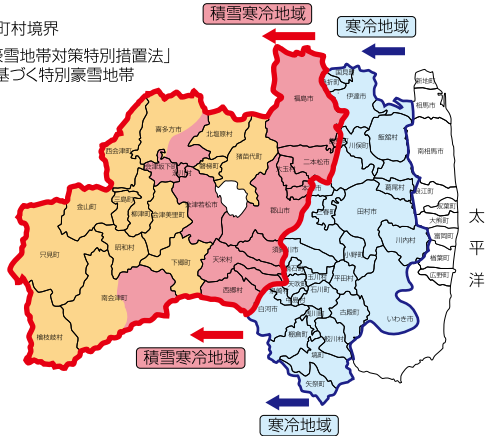 積雪寒冷地域
寒冷地域
町村境界
豪雪地帯対策特別措置法」
基づく特別豪雪地帯
国見町
桑折町
伊達市
新地町
相馬市
福島市
喜多方市
北塩原村
飯舘村
川俣町
南相馬市
西会津町
猪苗代町
二本松市
磐梯町
会津坂下町
湯川村
大玉村
葛尾村
浪江町
本宮市
三島町
金山町
柳津町
会津美里町
会津若松市
郡山市
三春町
田村市
双葉町
大熊町
富岡町
楢葉町
広野町
川内村
太平洋
昭和村
只見町
下郷町
天栄村
須賀川市
小野町
鏡石町
矢吹町
玉川村
平田村
石川町
西郷村
南会津町
白河市
古殿町
いわき市
檜枝岐村
棚倉町
鮫川村
塙町
矢祭町
積雪寒冷地域
寒冷地域